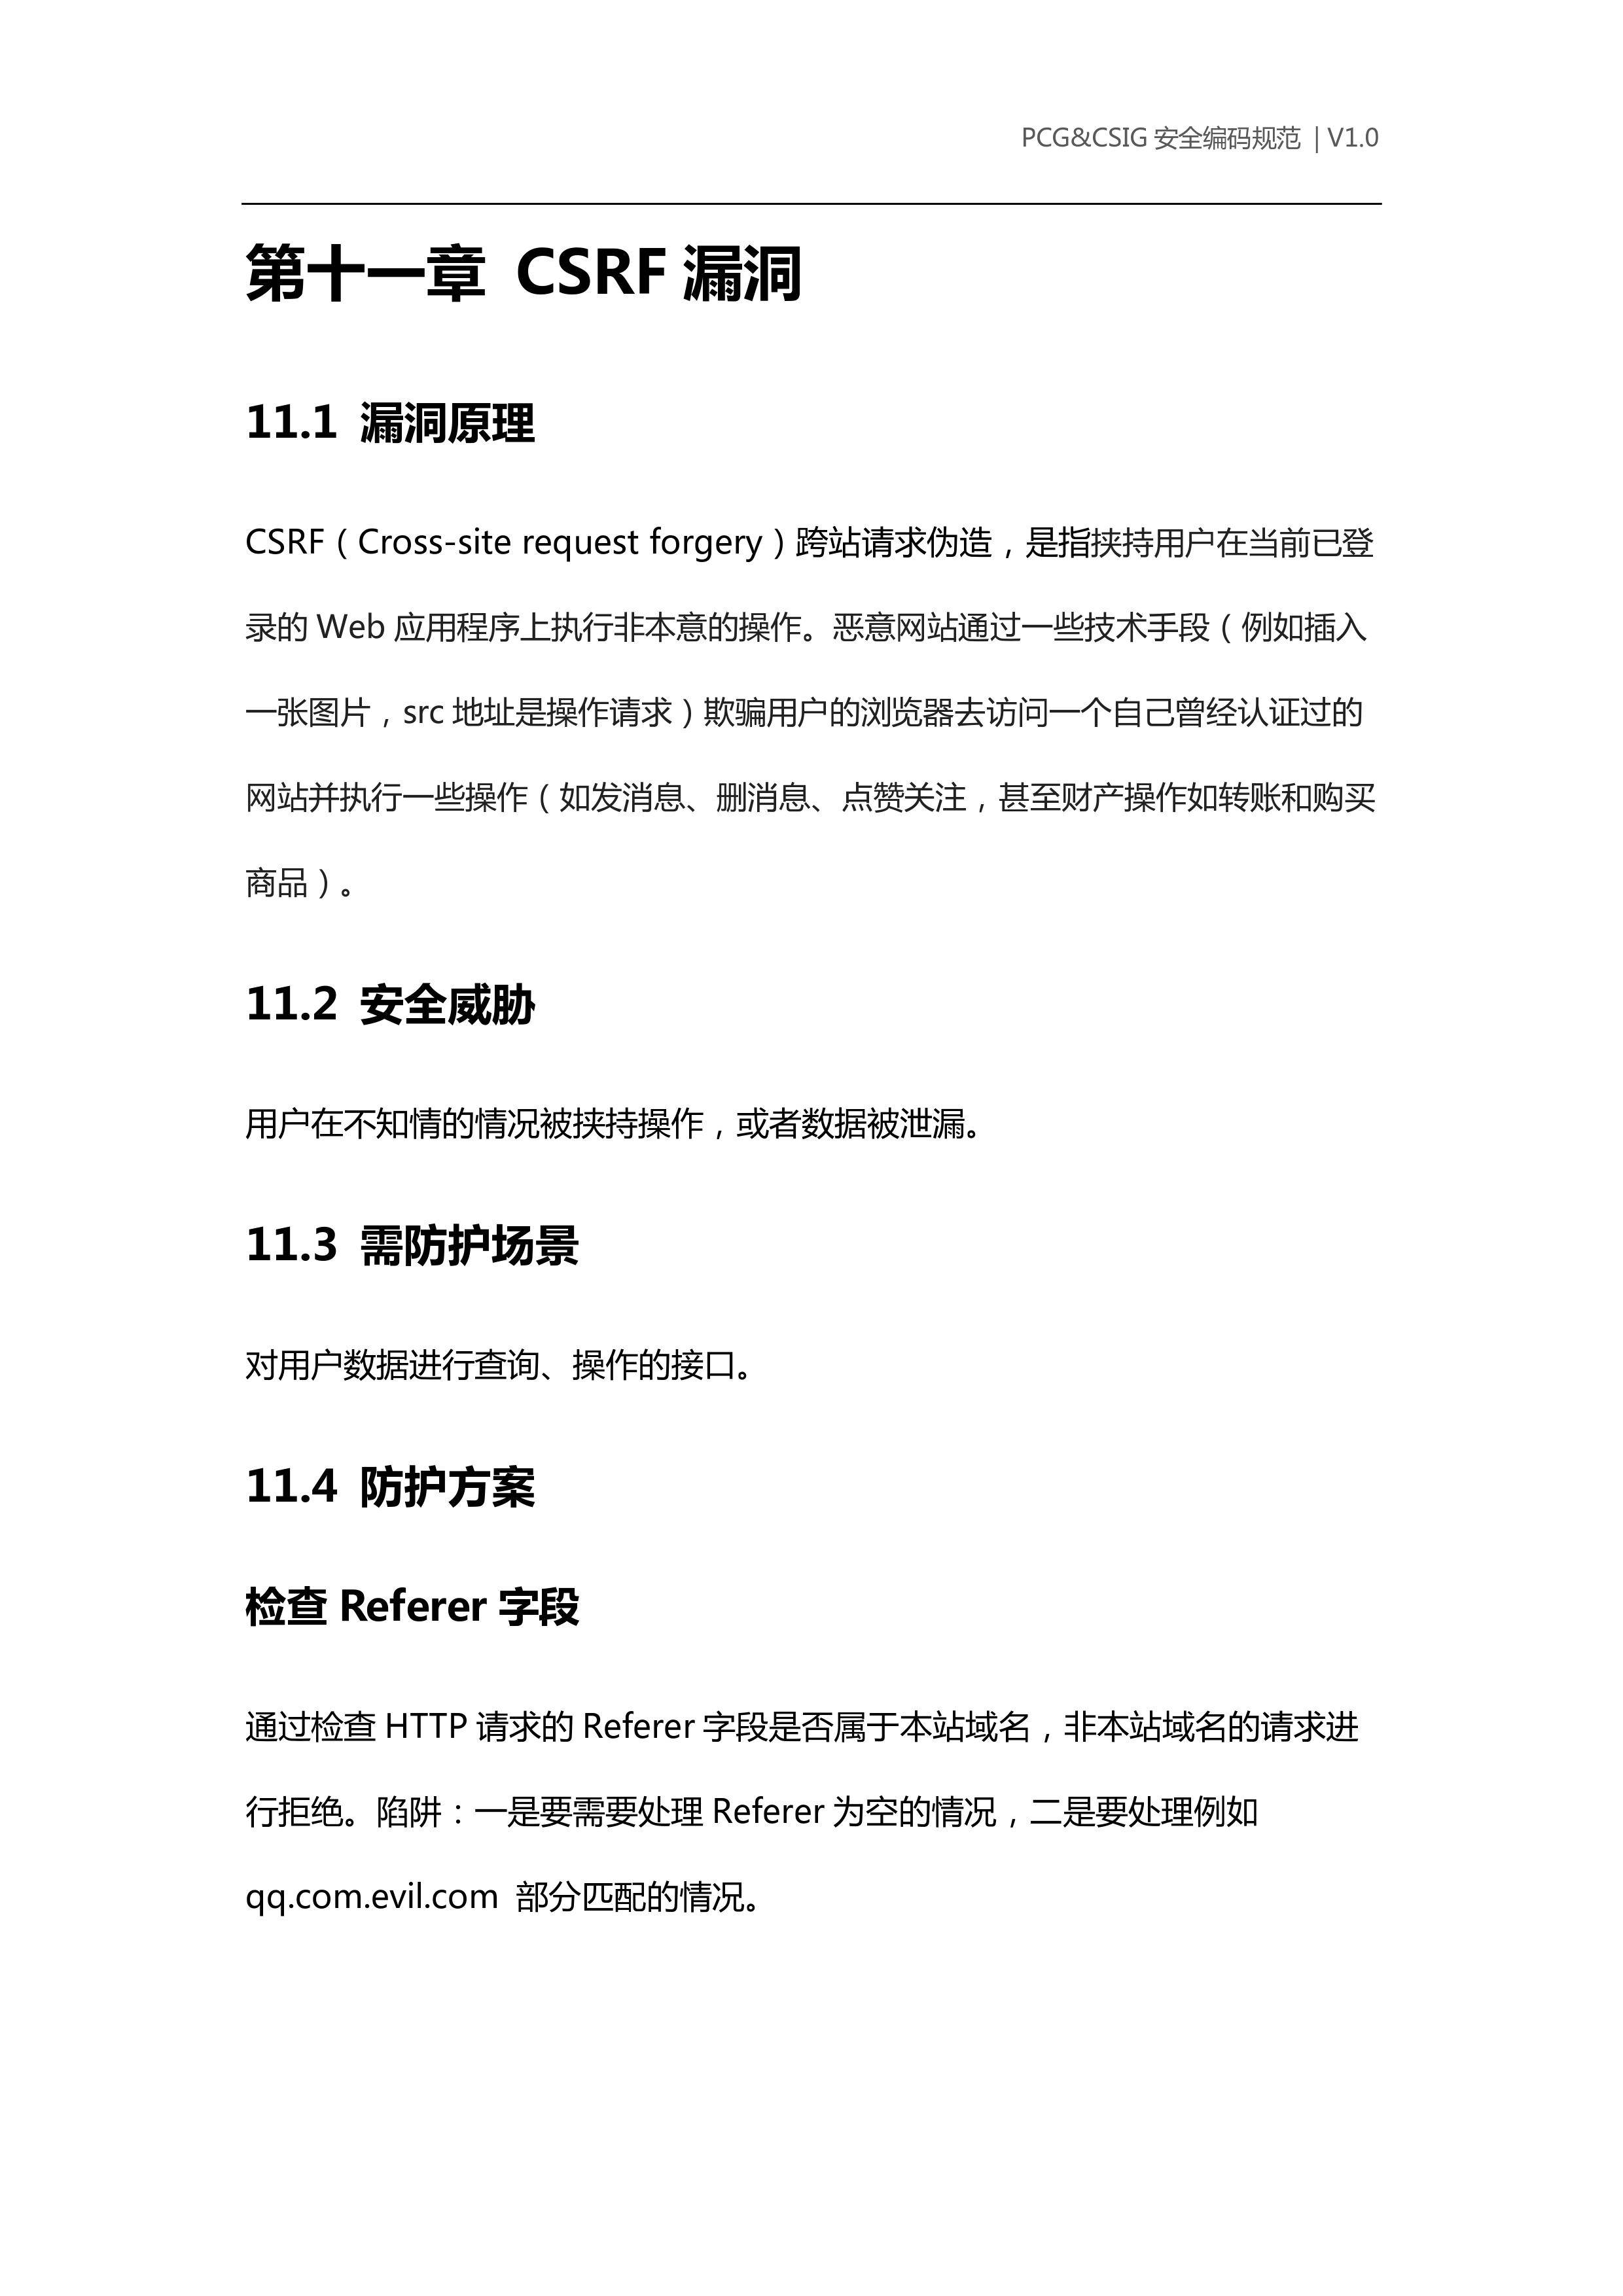 PCG&CSIG 安全编码规范 | V1.0
第十一章 CSRF 漏洞
11.1 漏洞原理
CSRF（Cross-site request forgery）跨站请求伪造，是指挟持用户在当前已登
录的 Web 应用程序上执行非本意的操作。恶意网站通过一些技术手段（例如插入
一张图片，src 地址是操作请求）欺骗用户的浏览器去访问一个自己曾经认证过的
网站并执行一些操作（如发消息、删消息、点赞关注，甚至财产操作如转账和购买
商品）。
11.2 安全威胁
用户在不知情的情况被挟持操作，或者数据被泄漏。
11.3 需防护场景
对用户数据进行查询、操作的接口。
11.4 防护方案
检查 Referer 字段
通过检查 HTTP 请求的 Referer 字段是否属于本站域名，非本站域名的请求进
行拒绝。陷阱：一是要需要处理 Referer 为空的情况，二是要处理例如
qq.com.evil.com 部分匹配的情况。